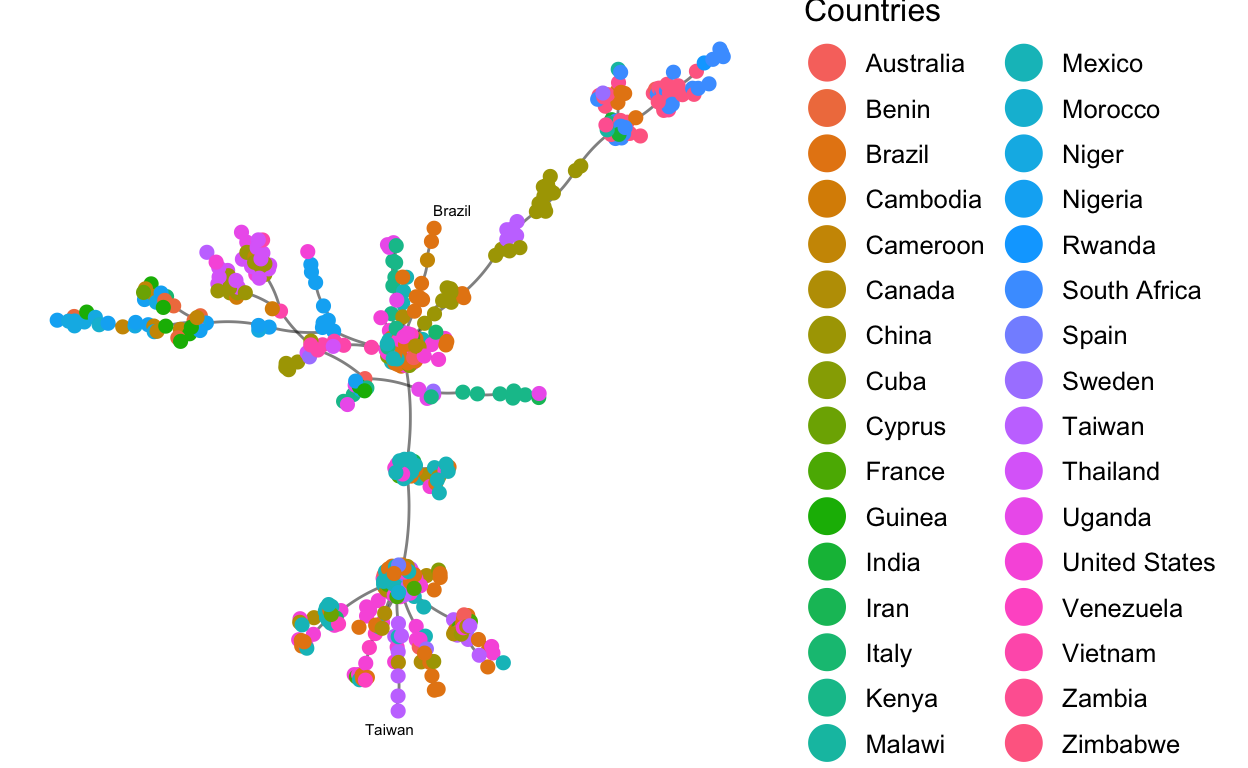 Countries
Australia
Benin
Brazil
Cambodia
Cameroon
Canada
China
Cuba
Cyprus
France
Guinea
India
Iran
Italy
Kenya
Malawi
Mexico
Morocco
Niger
Nigeria
Rwanda
South Africa
Spain
Sweden
Taiwan
Thailand
Uganda
United States
Venezuela
Vietnam
Zambia
Zimbabwe
Brazil
Taiwan